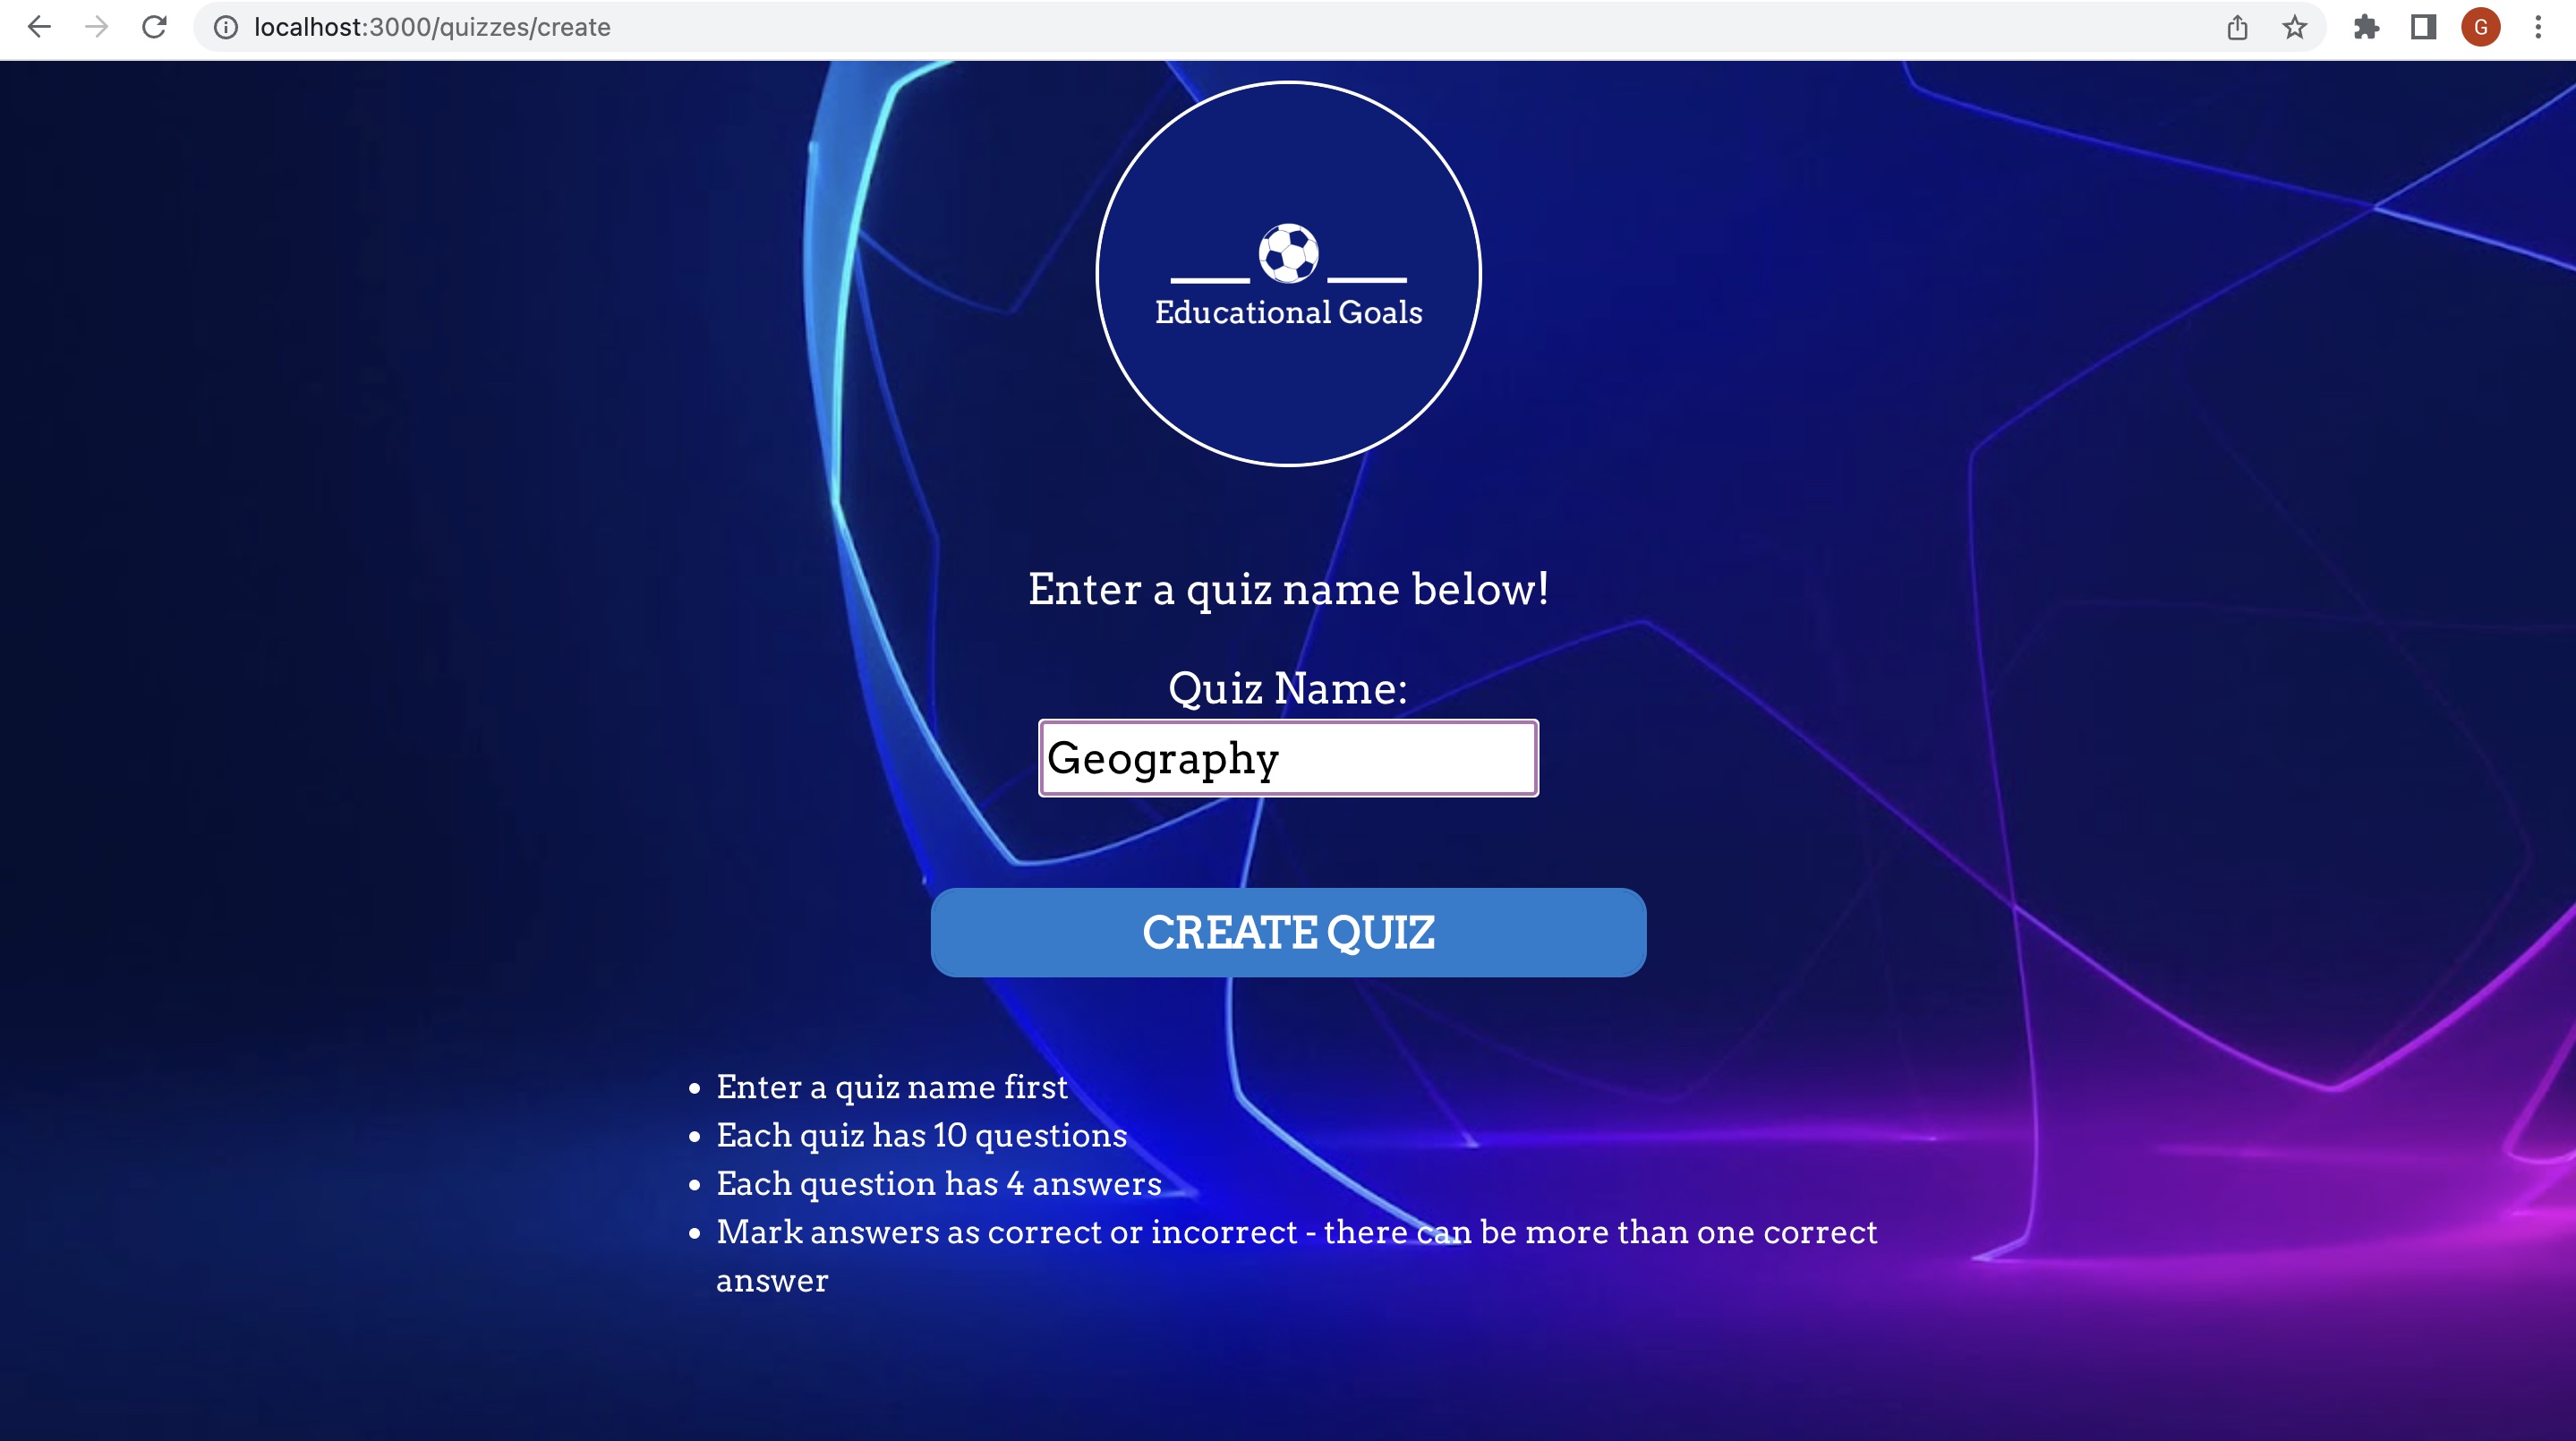 localhost:3000/quizzes/create
G
Educational Goals
Enter a quiz name below!
Quiz Name:
Geography
CREATE QUIZ
• Enter a quiz name first
• Each quiz has 10 questions
• Each question has 4 answers
• Mark answers as correct or incorrect - there can be more than one correct
answer